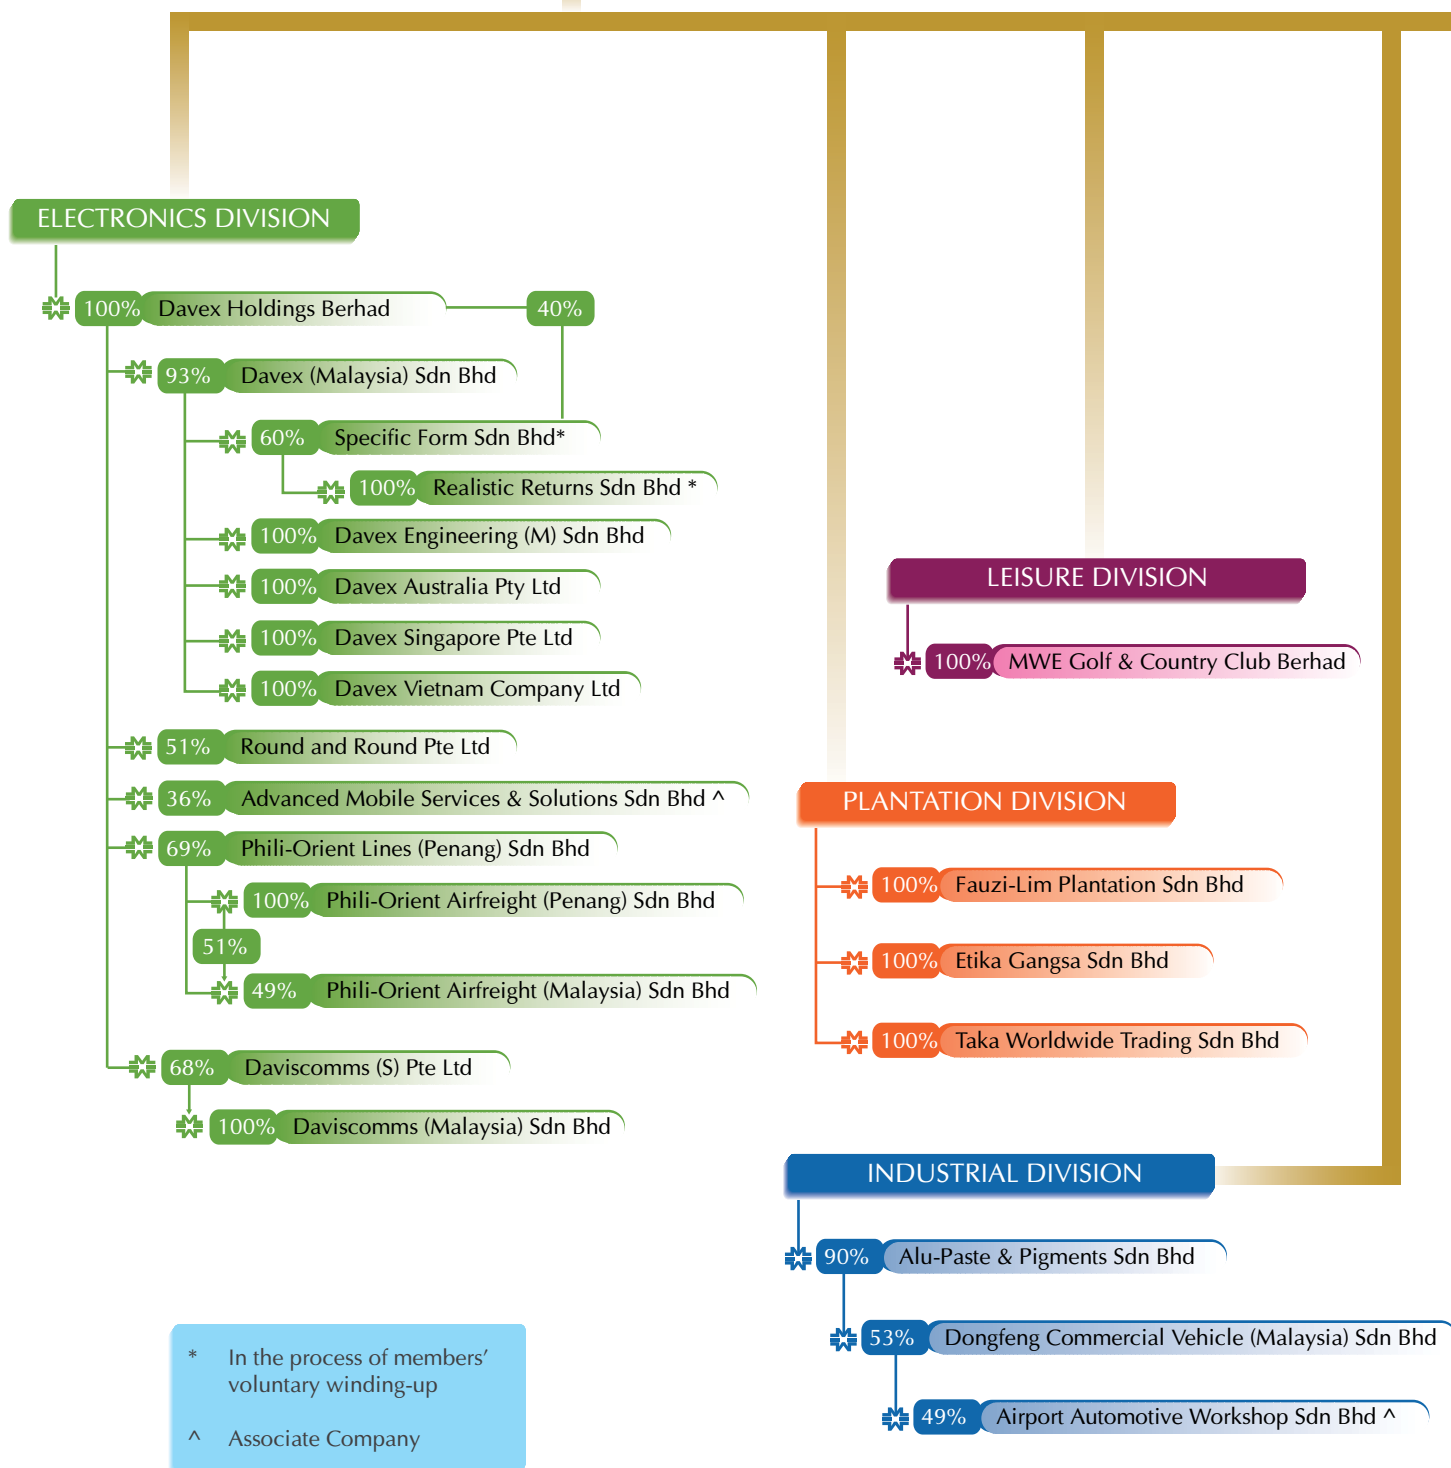 ELECTRONICS DIVISION
100% Davex Holdings Berhad 40%
93% Davex (Malaysia) Sdn Bhd
60% Specific Form Sdn Bhd*
100% Realistic Returns Sdn Bhd *
100% Davex Engineering (M) Sdn Bhd
100% Davex Australia Pty Ltd
100% Davex Singapore Pte Ltd
100% Davex Vietnam Company Ltd
51% Round and Round Pte Ltd
36% Advanced Mobile Services & Solutions Sdn Bhd ^
69% Phili-Orient Lines (Penang) Sdn Bhd
100% Phili-Orient Airfreight (Penang) Sdn Bhd
51%
49% Phili-Orient Airfreight (Malaysia) Sdn Bhd
68% Daviscomms (S) Pte Ltd
100% Daviscomms (Malaysia) Sdn Bhd
LEISURE DIVISION
100% MWE Golf & Country Club Berhad
PLANTATION DIVISION
100% Fauzi-Lim Plantation Sdn Bhd
100% Etika Gangsa Sdn Bhd
100% Taka Worldwide Trading Sdn Bhd
INDUSTRIAL DIVISION
90% Alu-Paste & Pigments Sdn Bhd
53% Dongfeng Commercial Vehicle (Malaysia) Sdn Bhd
49% Airport Automotive Workshop Sdn Bhd ^
* In the process of members'
voluntary winding-up
^ Associate Company